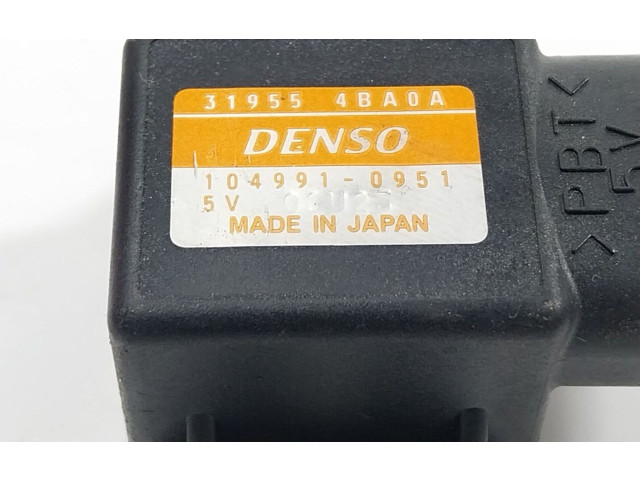 31955 4BA0A
DENSO
104991-0951
5V
MADE IN JAPAN
>PBT<
5V